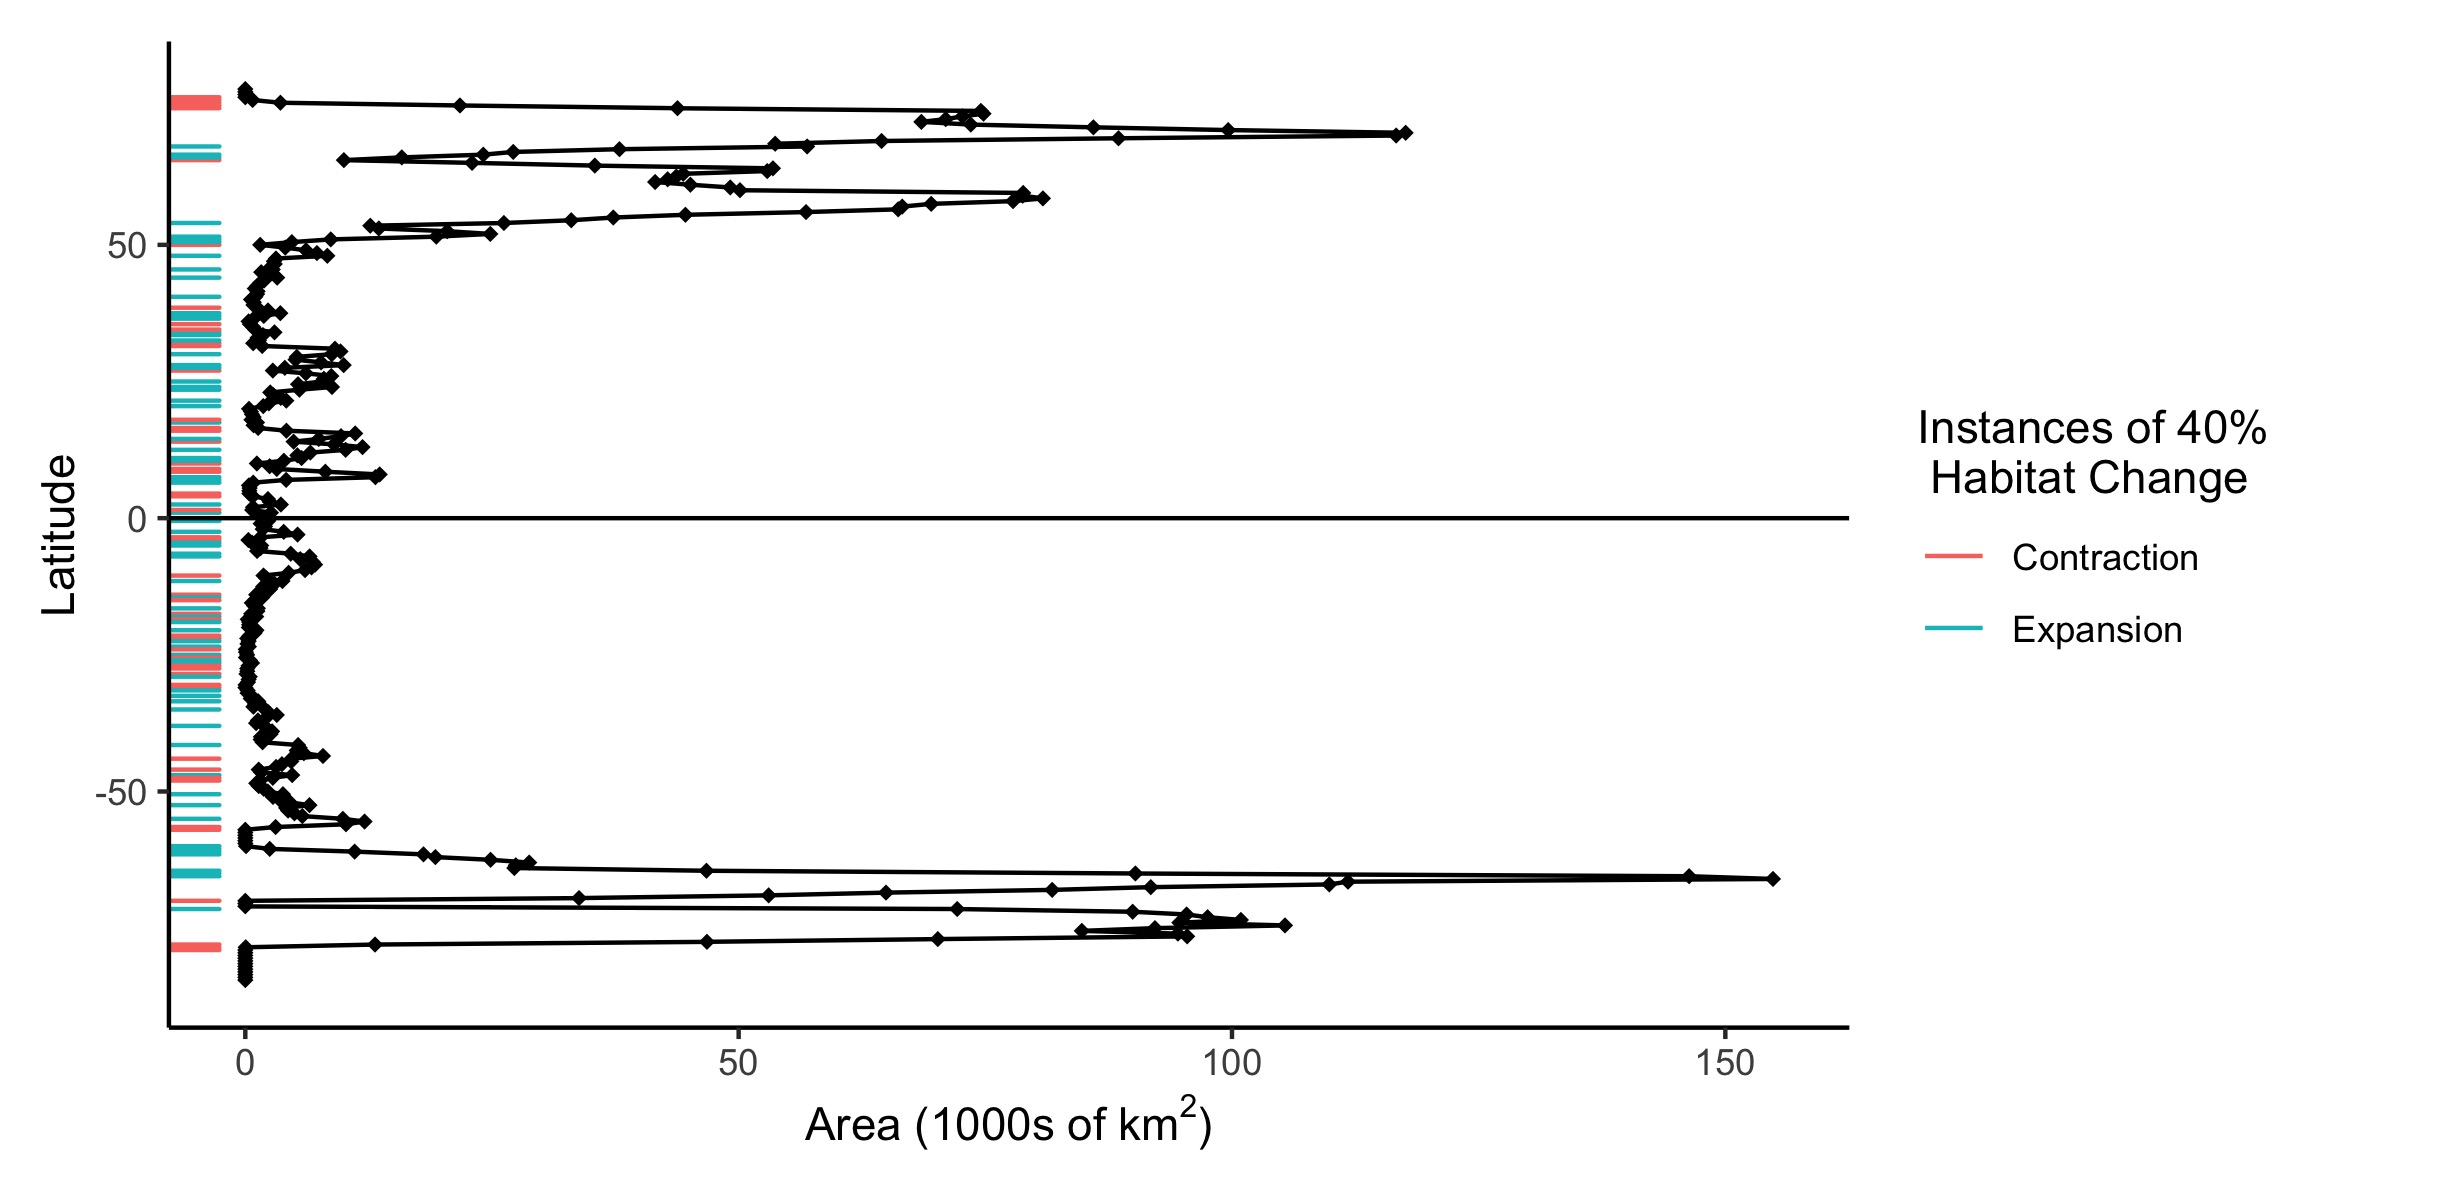 50
0
-50
Latitude
0
50
100
150
Area (1000s of km²)
Instances of 40%
Habitat Change
Contraction
Expansion